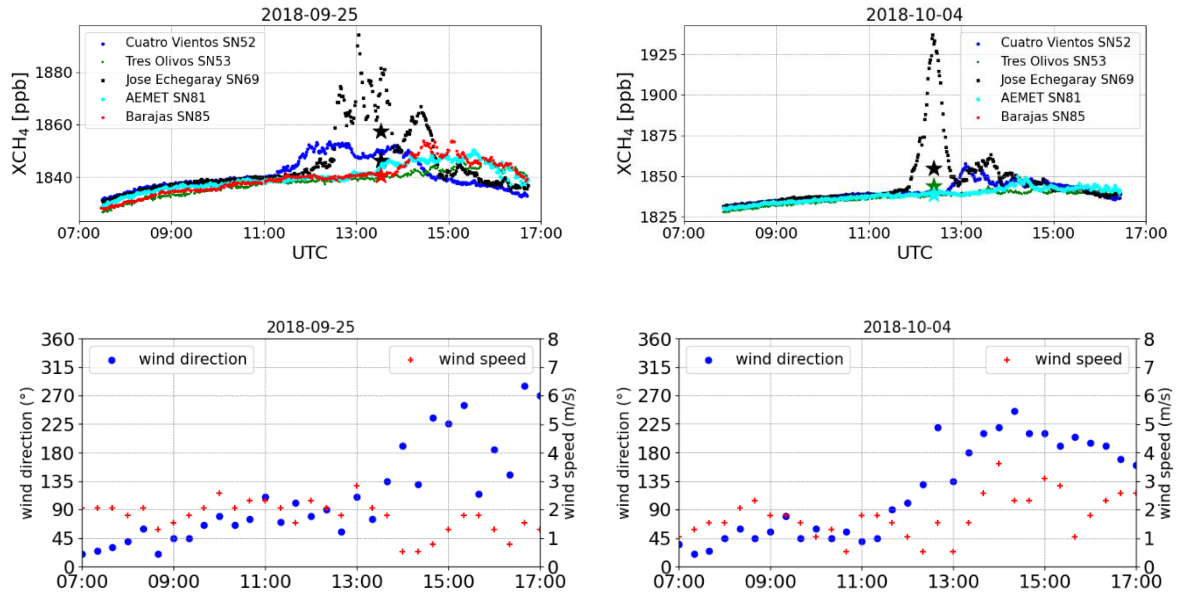 2018-09-25
XCH₄ [ppb]
1880
1860
1840
Cuatro Vientos SN52
Tres Olivos SN53
Jose Echegaray SN69
AEMET SN81
Barajas SN85
07:00 09:00 11:00 13:00 15:00 17:00
UTC
2018-10-04
XCH₄ [ppb]
1925
1900
1875
1850
1825
Cuatro Vientos SN52
Tres Olivos SN53
Jose Echegaray SN69
AEMET SN81
Barajas SN85
07:00 09:00 11:00 13:00 15:00 17:00
UTC
2018-09-25
wind direction (°)
360
315
270
225
180
135
90
45
0
wind direction
wind speed
8
7
6
5
4
3
2
1
0
wind speed (m/s)
07:00 09:00 11:00 13:00 15:00 17:00
2018-10-04
wind direction (°)
360
315
270
225
180
135
90
45
0
wind direction
wind speed
8
7
6
5
4
3
2
1
0
wind speed (m/s)
07:00 09:00 11:00 13:00 15:00 17:00